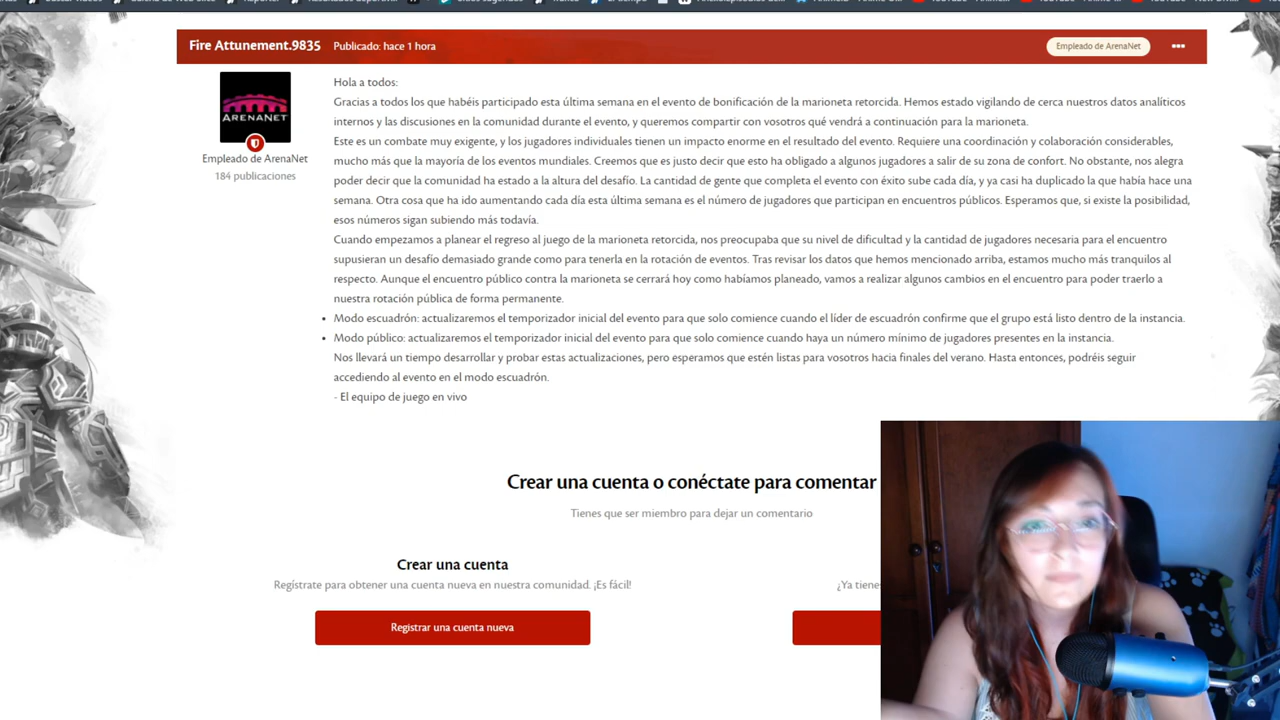 Fire Attunement.9835 Publicado: hace 1 hora Empleado de ArenaNet
ARENANET
Empleado de ArenaNet
184 publicaciones
Hola a todos:
Gracias a todos los que habéis participado esta última semana en el evento de bonificación de la marioneta retorcida. Hemos estado vigilando de cerca nuestros datos analíticos
internos y las discusiones en la comunidad durante el evento, y queremos compartir con vosotros qué vendrá a continuación para la marioneta.
Este es un combate muy exigente, y los jugadores individuales tienen un impacto enorme en el resultado del evento. Requiere una coordinación y colaboración considerables,
mucho más que la mayoría de los eventos mundiales. Creemos que es justo decir que esto ha obligado a algunos jugadores a salir de su zona de confort. No obstante, nos alegra
poder decir que la comunidad ha estado a la altura del desafío. La cantidad de gente que completa el evento con éxito sube cada día, y ya casi ha duplicado la que había hace una
semana. Otra cosa que ha ido aumentando cada día esta última semana es el número de jugadores que participan en encuentros públicos. Esperamos que, si existe la posibilidad,
esos números sigan subiendo más todavía.
Cuando empezamos a planear el regreso al juego de la marioneta retorcida, nos preocupaba que su nivel de dificultad y la cantidad de jugadores necesaria para el encuentro
supusieran un desafío demasiado grande como para tenerla en la rotación de eventos. Tras revisar los datos que hemos mencionado arriba, estamos mucho más tranquilos al
respecto. Aunque el encuentro público contra la marioneta se cerrará hoy como habíamos planeado, vamos a realizar algunos cambios en el encuentro para poder traerlo a
nuestra rotación pública de forma permanente.
• Modo escuadrón: actualizaremos el temporizador inicial del evento para que solo comience cuando el líder de escuadrón confirme que el grupo está listo dentro de la instancia.
• Modo público: actualizaremos el temporizador inicial del evento para que solo comience cuando haya un número mínimo de jugadores presentes en la instancia.
Nos llevará un tiempo desarrollar y probar estas actualizaciones, pero esperamos que estén listas para vosotros hacia finales del verano. Hasta entonces, podréis seguir
accediendo al evento en el modo escuadrón.
- El equipo de juego en vivo
Crear una cuenta o conéctate para comentar
Tienes que ser miembro para dejar un comentario
Crear una cuenta
Regístrate para obtener una cuenta nueva en nuestra comunidad. ¡Es fácil!
¿Ya tiene
Registrar una cuenta nueva